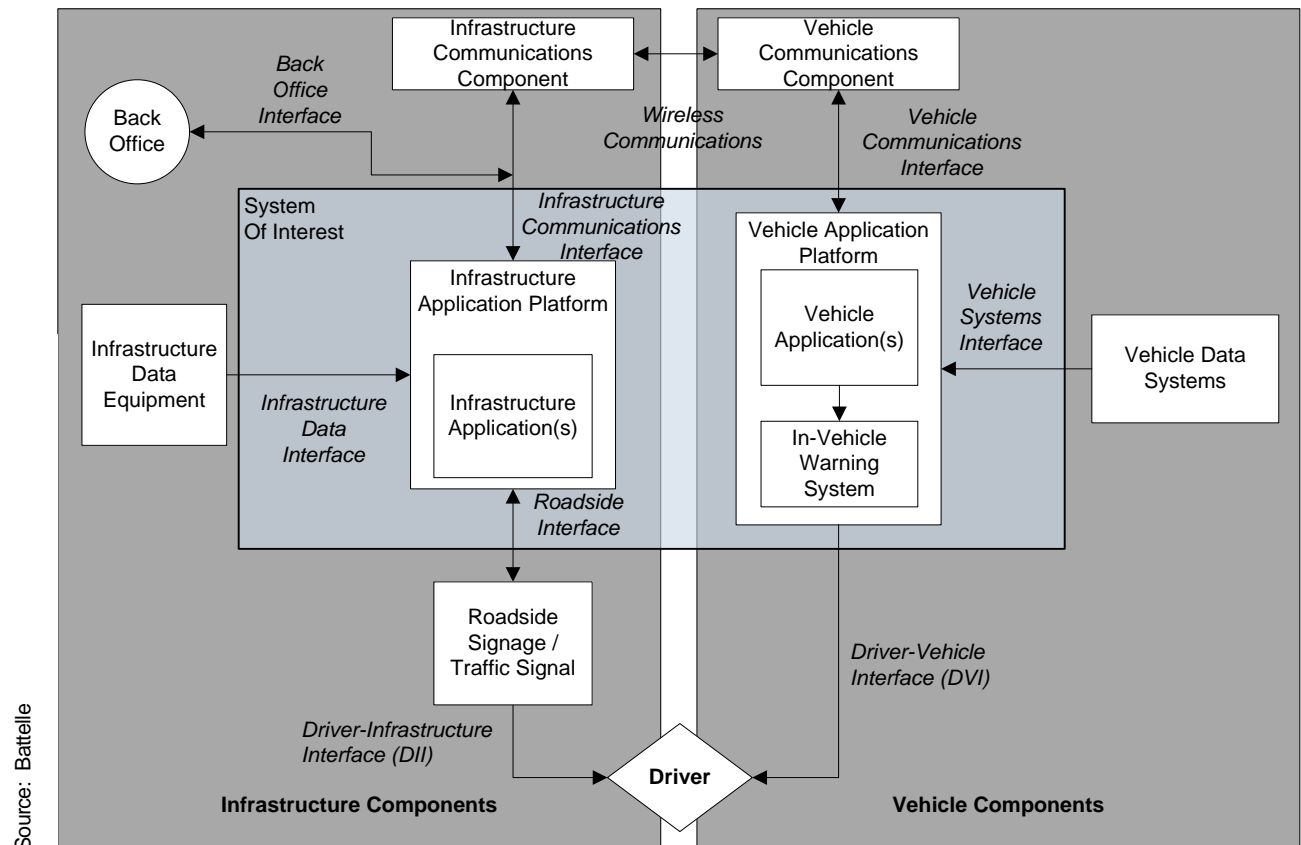 Infrastructure
Communications
Component
Vehicle
Communications
Component
Back
Office
Interface
Back
Office
Wireless
Communications
Vehicle
Communications
Interface
System
Of Interest
Infrastructure
Communications
Interface
Infrastructure
Application Platform
Vehicle Application
Platform
Vehicle
Application(s)
Vehicle
Systems
Interface
Infrastructure
Data
Equipment
Vehicle Data
Systems
Infrastructure
Data
Interface
Infrastructure
Application(s)
In-Vehicle
Warning
System
Roadside
Interface
Roadside
Signage /
Traffic Signal
Driver-Vehicle
Interface (DVI)
Driver-Infrastructure
Interface (DII)
Driver
Infrastructure Components
Vehicle Components
Source: Battelle